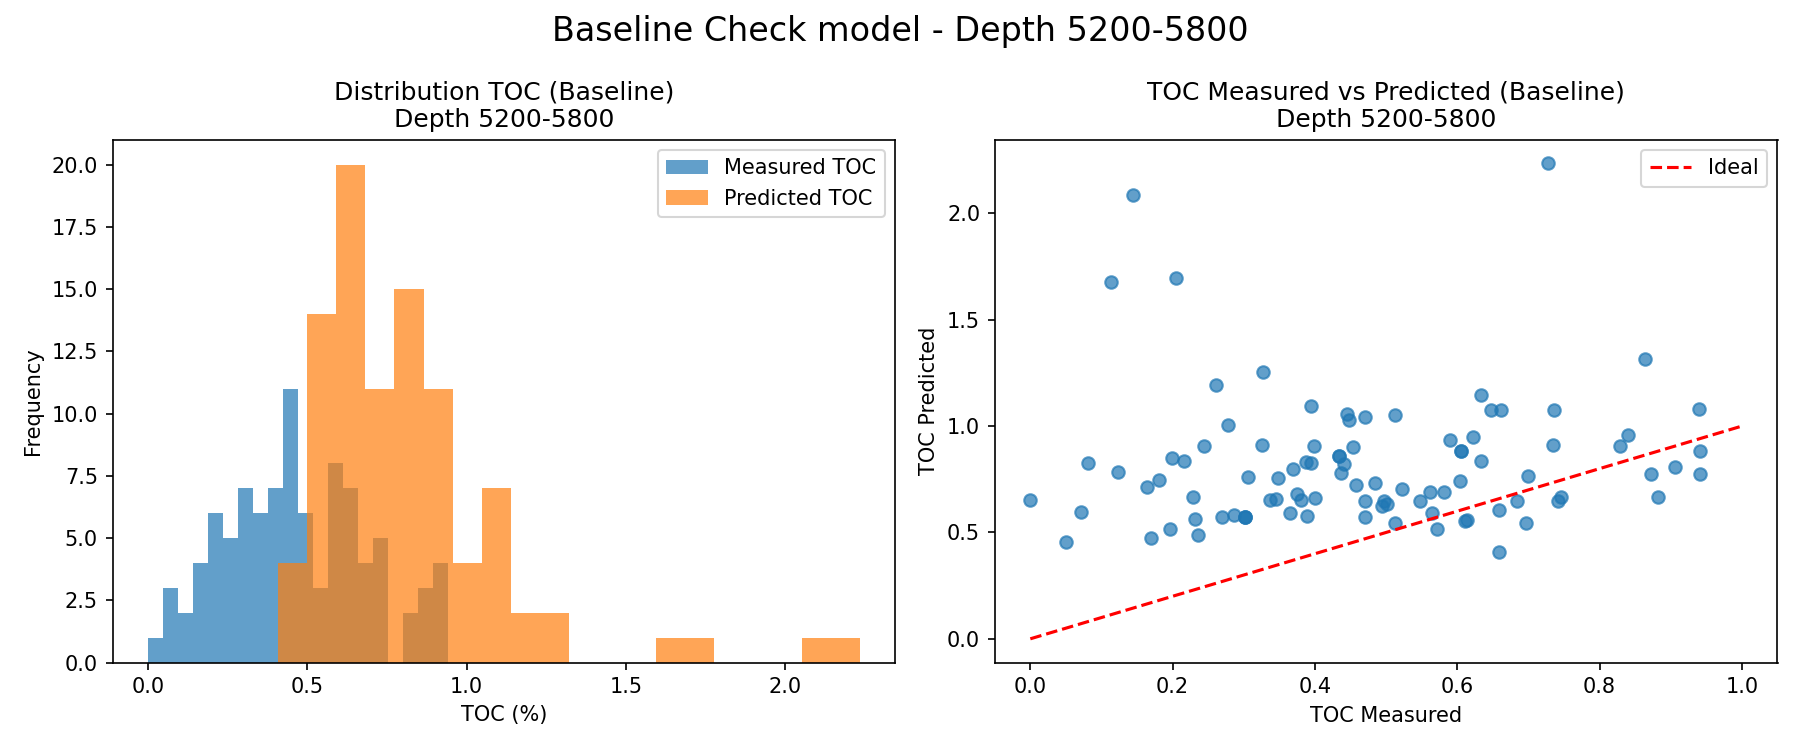 Baseline Check model - Depth 5200-5800
Distribution TOC (Baseline)
Depth 5200-5800
Measured TOC
Predicted TOC
20.0
17.5
15.0
12.5
10.0
7.5
5.0
2.5
0.0
Frequency
0.0 0.5 1.0 1.5 2.0
TOC (%)
TOC Measured vs Predicted (Baseline)
Depth 5200-5800
Ideal
2.0
1.5
1.0
0.5
0.0
TOC Predicted
0.0 0.2 0.4 0.6 0.8 1.0
TOC Measured